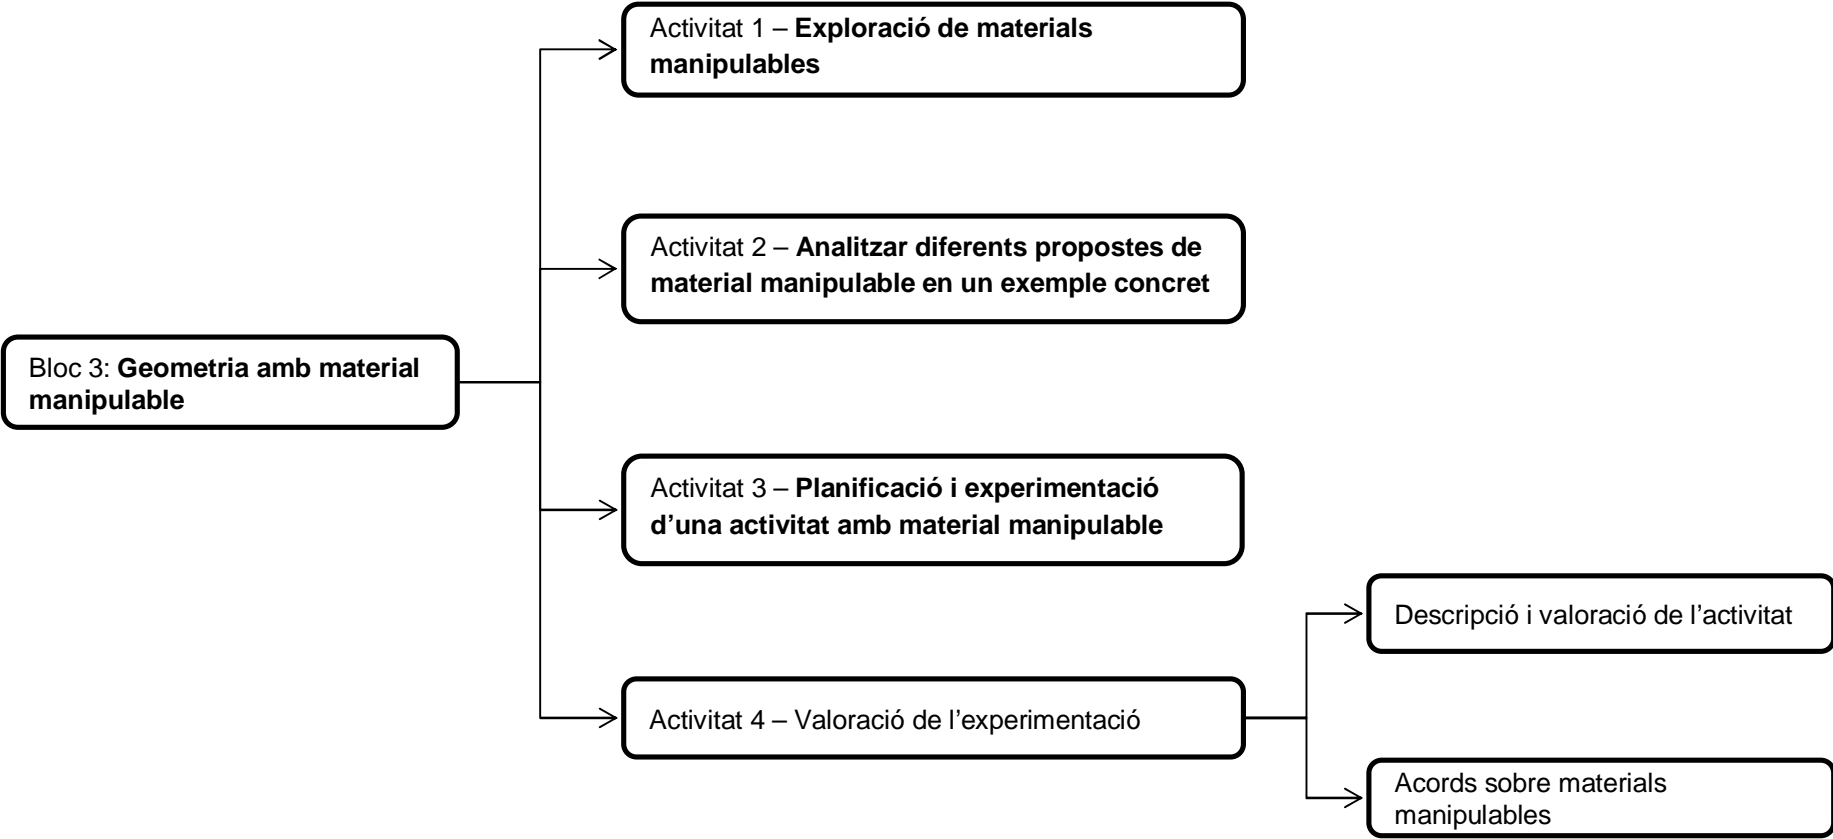 Activitat 1 – Exploració de materials
manipulables
Activitat 2 – Analitzar diferents propostes de
material manipulable en un exemple concret
Bloc 3: Geometria amb material
manipulable
Activitat 3 – Planificació i experimentació
d’una activitat amb material manipulable
Activitat 4 – Valoració de l’experimentació
Descripció i valoració de l’activitat
Acords sobre materials
manipulables